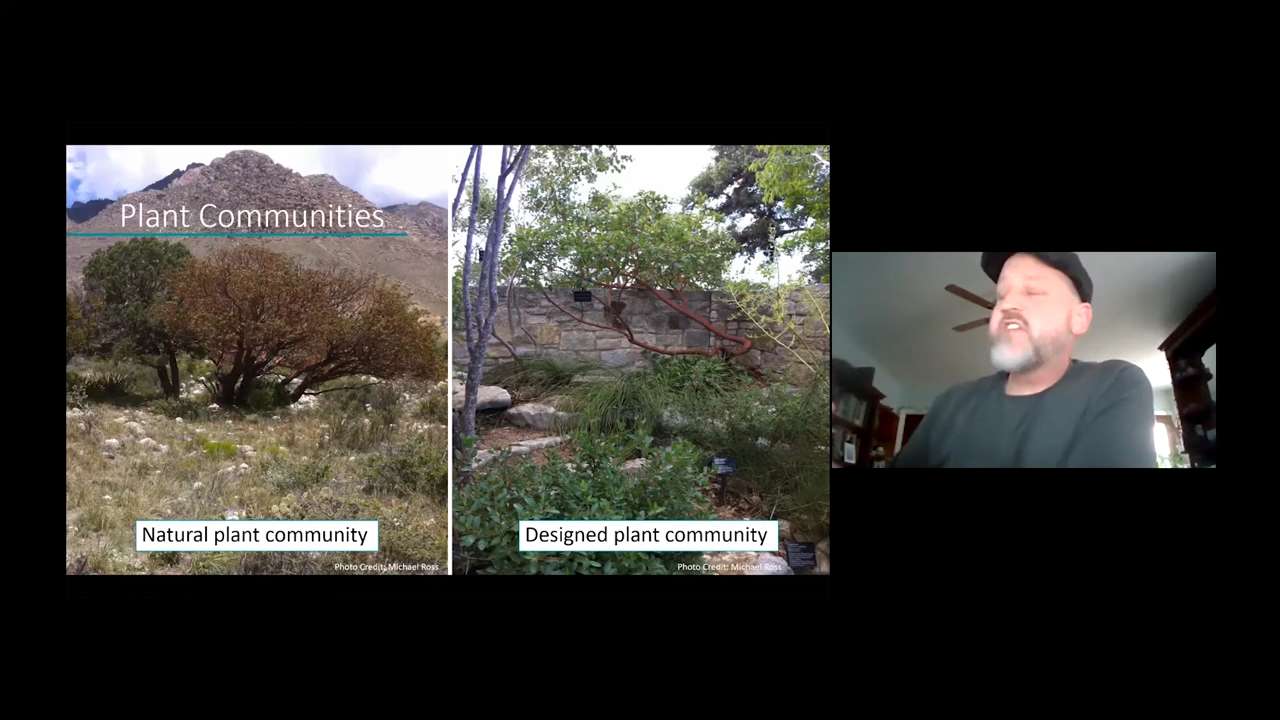 Plant Communities
Natural plant community
Photo Credit: Michael Ross
Designed plant community
Photo Credit: Michael Ross